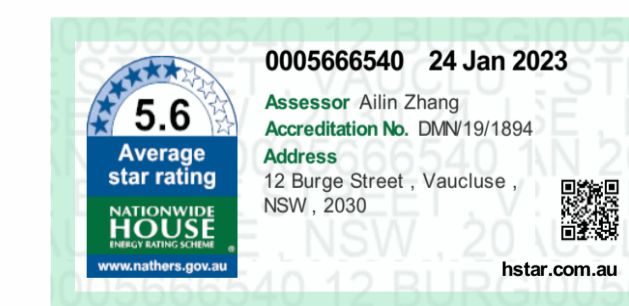 0005666540 24 Jan 2023
5.6
Average
star rating
NATIONWIDE
HOUSE
ENERGY RATING SCHEME
®
www.nathers.gov.au
Assessor Ailin Zhang
Accreditation No. DMN/19/1894
Address
12 Burge Street , Vaucluse ,
NSW , 2030
hstar.com.au